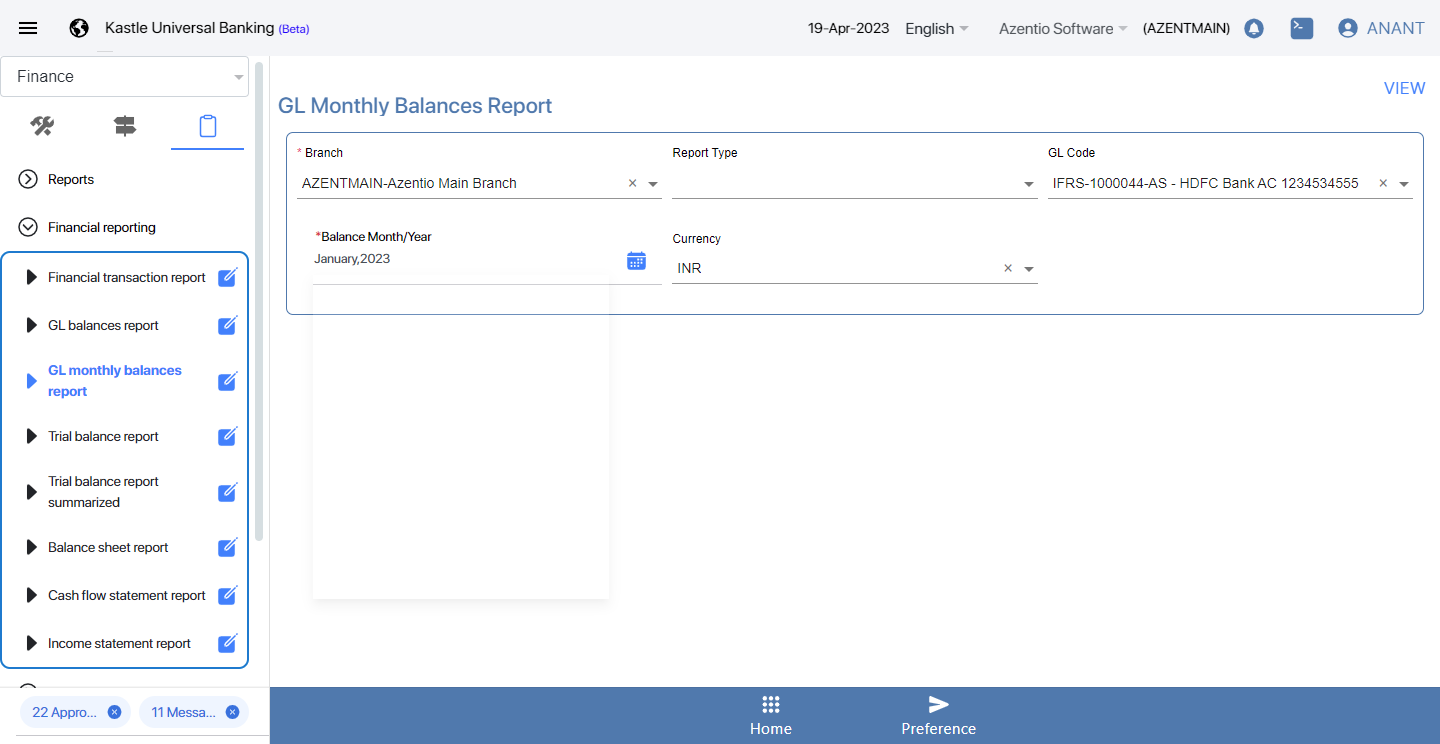 Kastle Universal Banking (Beta)
19-Apr-2023
English
Azentio Software
(AZENTMAIN)
ANANT
Finance
Reports
Financial reporting
Financial transaction report
GL balances report
GL monthly balances
report
Trial balance report
Trial balance report
summarized
Balance sheet report
Cash flow statement report
Income statement report
22 Appro...
11 Messa...
VIEW
GL Monthly Balances Report
* Branch
AZENTMAIN-Azentio Main Branch
Report Type
GL Code
IFRS-1000044-AS - HDFC Bank AC 1234534555
*Balance Month/Year
January,2023
Currency
INR
Home
Preference